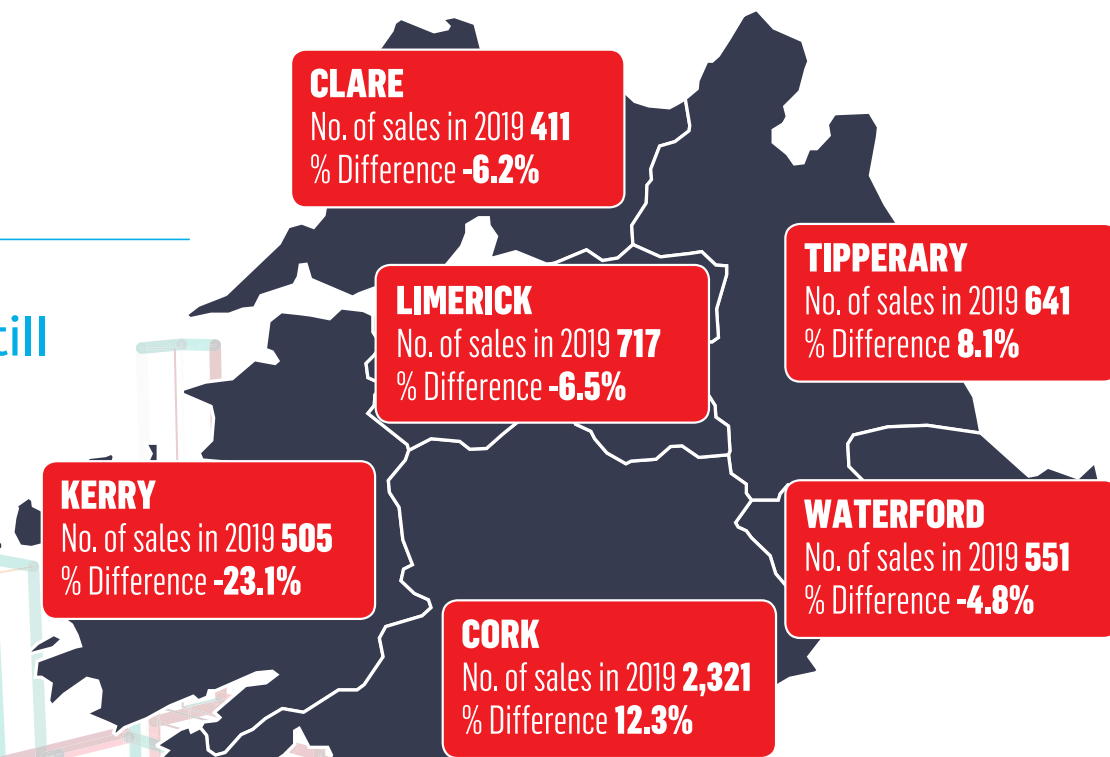 CLARE
No. of sales in 2019 411
% Difference -6.2%
TIPPERARY
No. of sales in 2019 641
% Difference 8.1%
LIMERICK
No. of sales in 2019 717
% Difference -6.5%
till
KERRY
No. of sales in 2019 505
% Difference -23.1%
WATERFORD
No. of sales in 2019 551
% Difference -4.8%
CORK
No. of sales in 2019 2,321
% Difference 12.3%